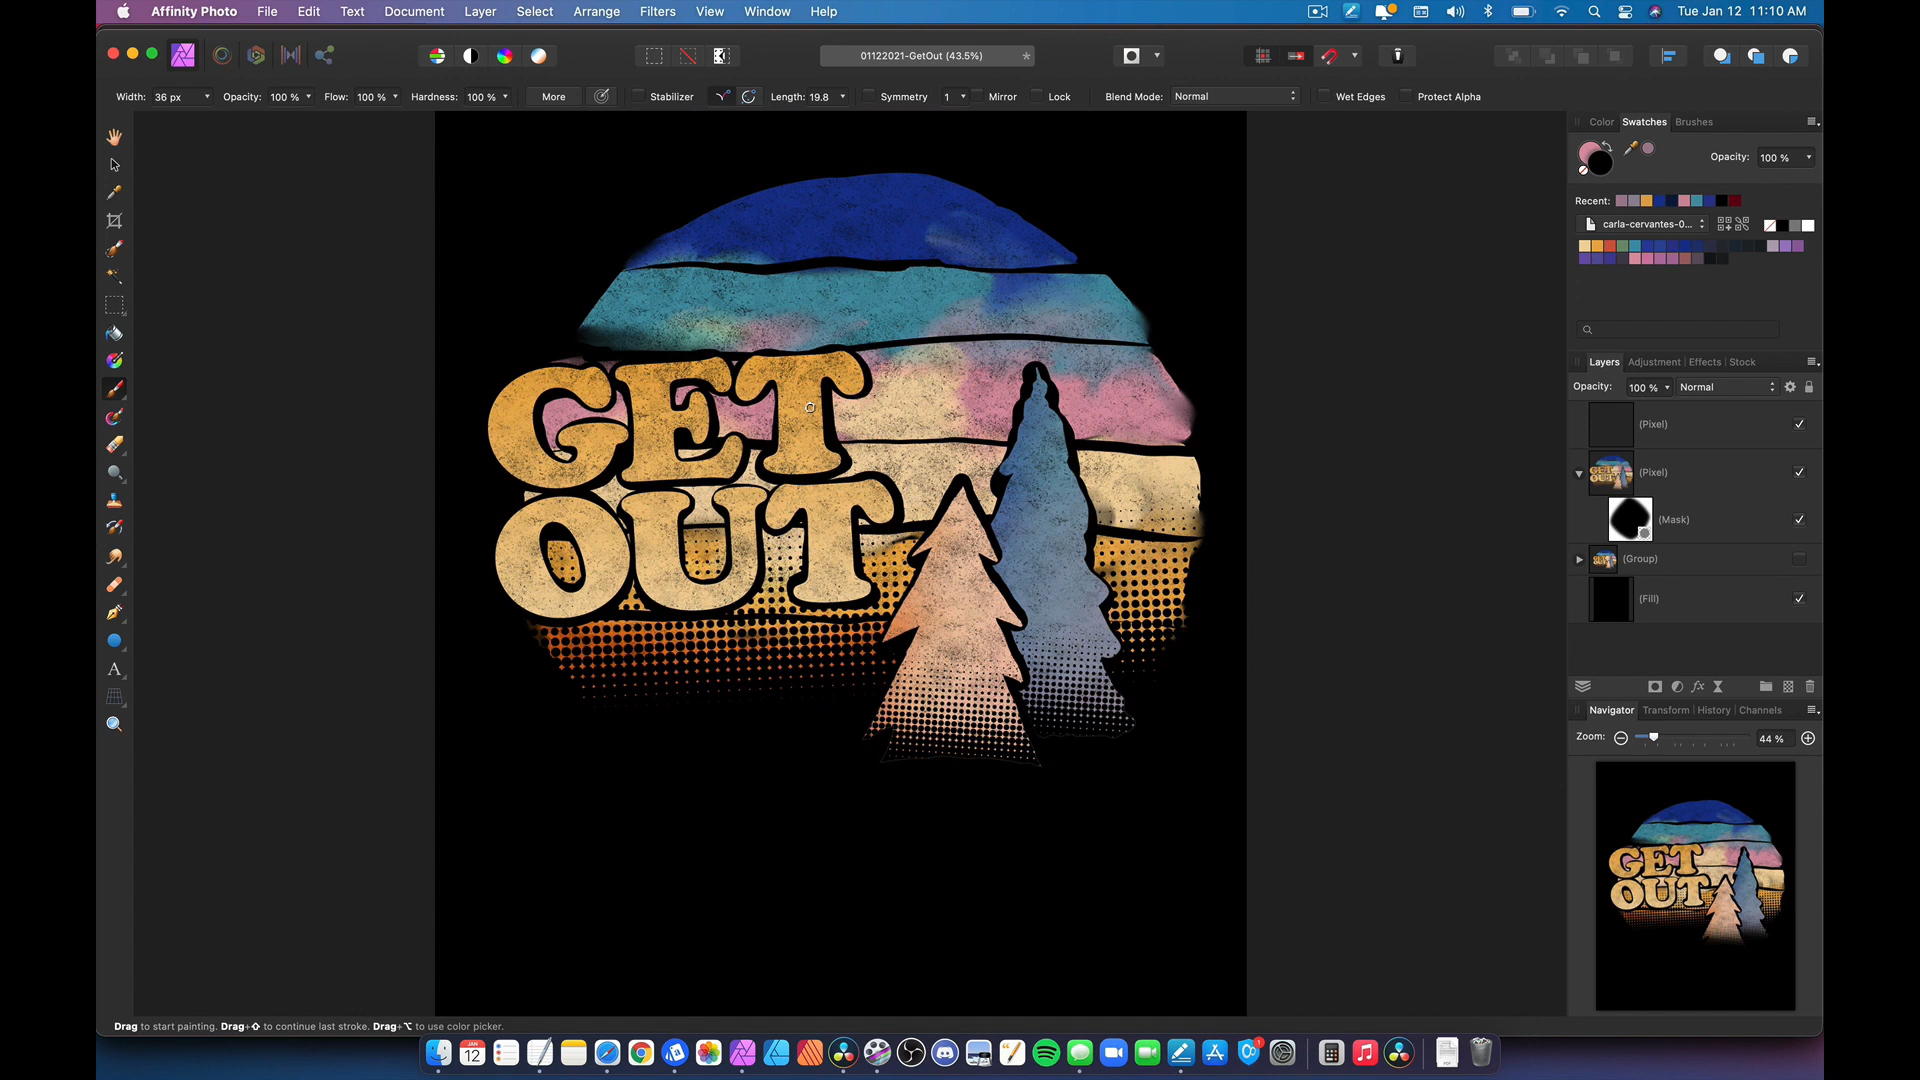 Affinity Photo File Edit Text Document Layer Select Arrange Filters View Window Help Tue Jan 12 11:10 AM
01122021-GetOut (43.5%)
Width: 36 px Opacity: 100 % Flow: 100 % Hardness: 100 % More Stabilizer Length: 19.8 Symmetry 1 Mirror Lock Blend Mode: Normal Wet Edges Protect Alpha
Color Swatches Brushes
Opacity: 100 %
Recent:
carla-cervantes-0...
Layers Adjustment Effects Stock
Opacity: 100 % Normal
(Pixel)
(Pixel)
(Mask)
(Group)
(Fill)
Navigator Transform History Channels
Zoom: 44 %
GET
OUT
GET
OUT
Drag to start painting. Drag+⇧ to continue last stroke. Drag+⌥ to use color picker.
JAN
12
1